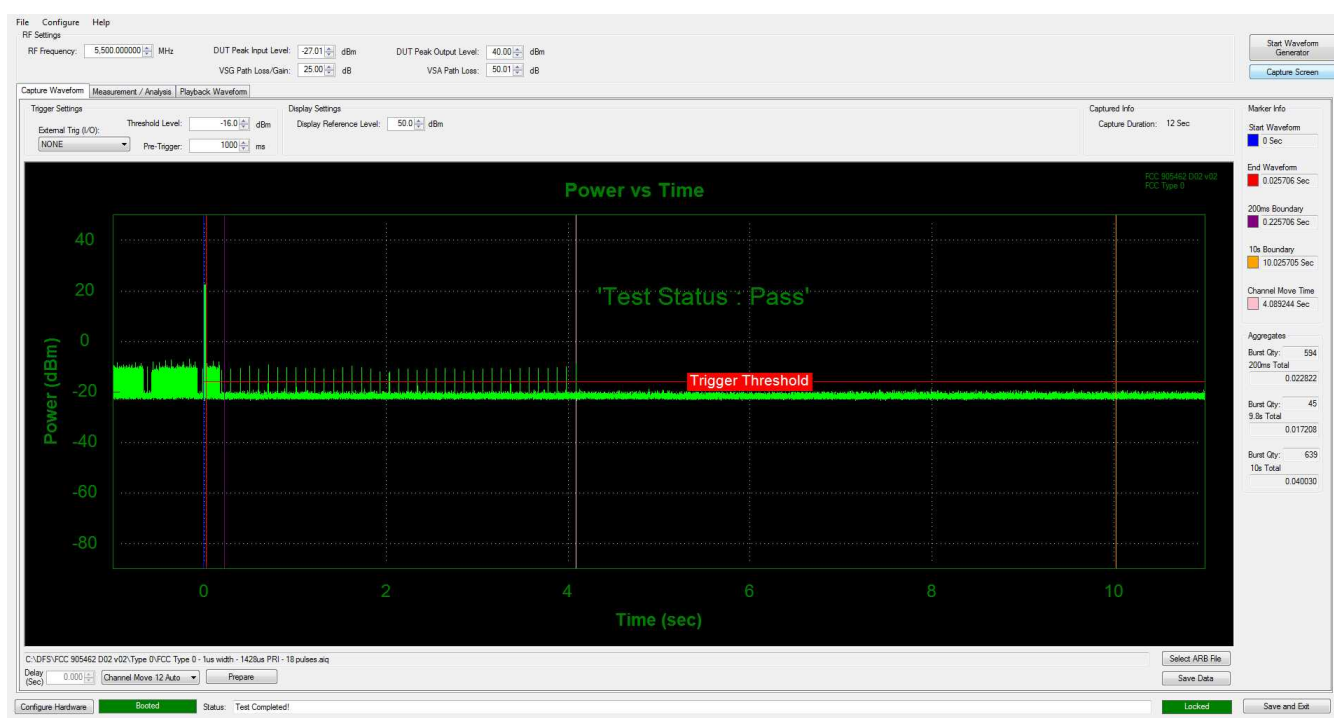 File Configure Help
RF Settings
RF Frequency: 5,500.000000 MHz DUT Peak Input Level: -27.01 dBm DUT Peak Output Level: 40.00 dBm
VSG Path Loss/Gain: 25.00 dB VSA Path Loss: 50.01 dB
Start Waveform
Generator
Capture Screen
Capture Waveform Measurement / Analysis Playback Waveform
Trigger Settings
External Trig (I/O):
NONE
Threshold Level: -16.0 dBm
Pre-Trigger: 1000 ms
Display Settings
Display Reference Level: 50.0 dBm
Captured Info
Capture Duration: 12 Sec
Power vs Time
FCC 905462 D02 v02
FCC Type 0
'Test Status : Pass'
Trigger Threshold
Power (dBm)
40
20
0
-20
-40
-60
-80
0 2 4 6 8 10
Time (sec)
Marker Info
Start Waveform
0 Sec
End Waveform
0.025706 Sec
200ms Boundary
0.225706 Sec
10s Boundary
10.025705 Sec
Channel Move Time
4.089244 Sec
Aggregates
Burst Qty: 594
200ms Total
0.022822
Burst Qty: 45
9.8s Total
0.017208
Burst Qty: 639
10s Total
0.040030
C:\DFS\FCC 905462 D02 v02\Type 0\FCC Type 0 - 1us width - 1428us PRI - 18 pulses.aiq
Select ARB File
Delay
(Sec) 0.000 Channel Move 12 Auto Prepare
Save Data
Configure Hardware Booted Status: Test Completed! Locked Save and Exit